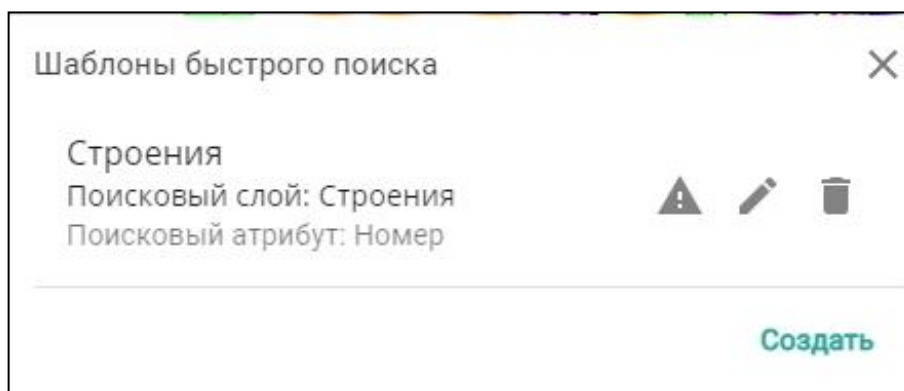 Шаблоны быстрого поиска
Строения
Поисковый слой: Строения
Поисковый атрибут: Номер
Создать